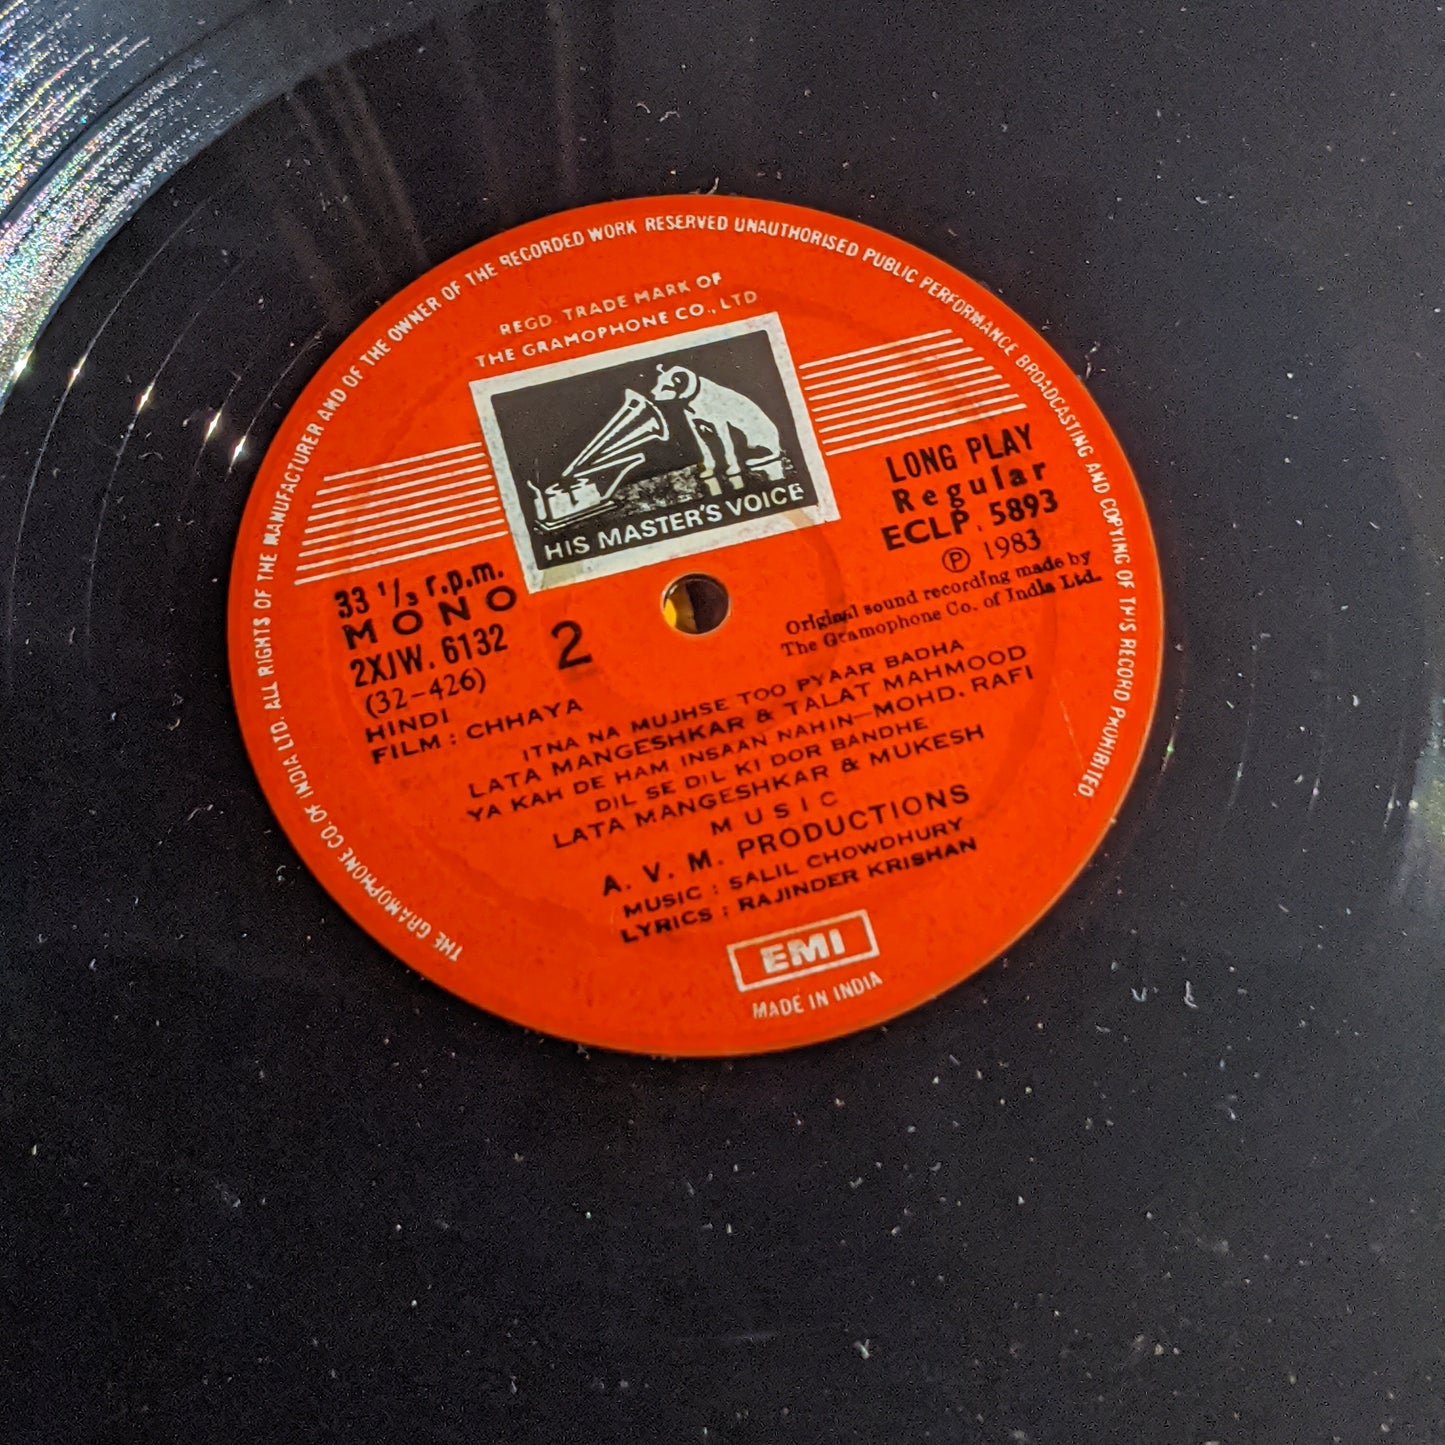 THE GRAMOPHONE CO. OF INDIA LTD. ALL RIGHTS OF THE MANUFACTURER AND OF THE OWNER OF THE RECORDED WORK RESERVED UNAUTHORISED PUBLIC PERFORMANCE BROADCASTING AND COPYING OF THIS RECORD PROHIBITED.
REGD. TRADE MARK OF
THE GRAMOPHONE CO., LTD
HIS MASTER'S VOICE
LONG PLAY
Regular
ECLP. 5893
℗ 1983
Original sound recording made by
The Gramophone Co. of India Ltd.
33 1/3 r.p.m.
MONO
2XJW. 6132
(32-426)
2
HINDI
FILM : CHHAYA
ITNA NA MUJHSE TOO PYAAR BADHA
LATA MANGESHKAR & TALAT MAHMOOD
YA KAH DE HAM INSAAN NAHIN—MOHD. RAFI
DIL SE DIL KI DOR BANDHE
LATA MANGESHKAR & MUKESH
MUSIC
A. V. M. PRODUCTIONS
MUSIC : SALIL CHOWDHURY
LYRICS : RAJINDER KRISHAN
EMI
MADE IN INDIA